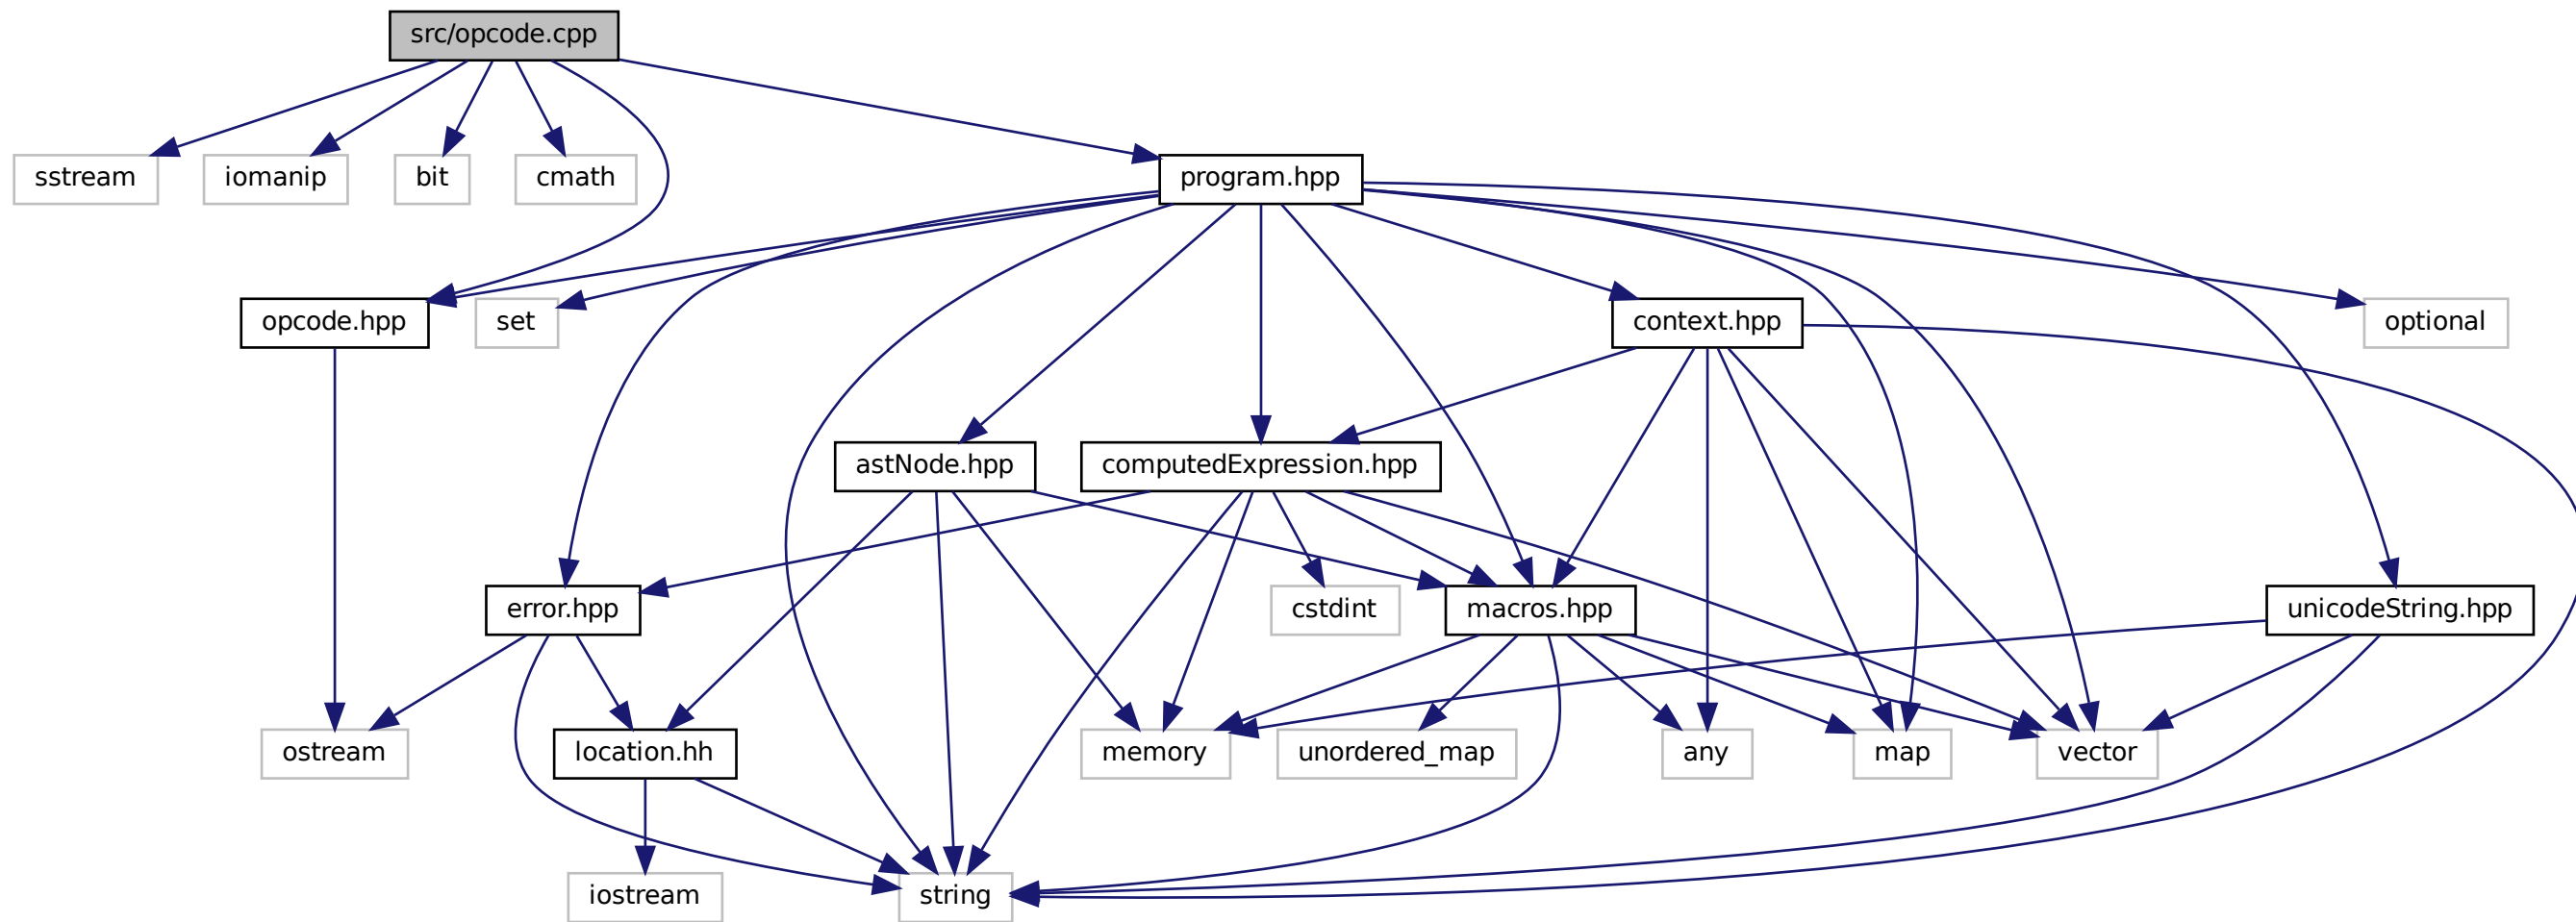 src/opcode.cpp
sstream
iomanip
bit
cmath
program.hpp
opcode.hpp
set
context.hpp
optional
astNode.hpp
computedExpression.hpp
error.hpp
cstdint
macros.hpp
unicodeString.hpp
ostream
location.hh
memory
unordered_map
any
map
vector
iostream
string